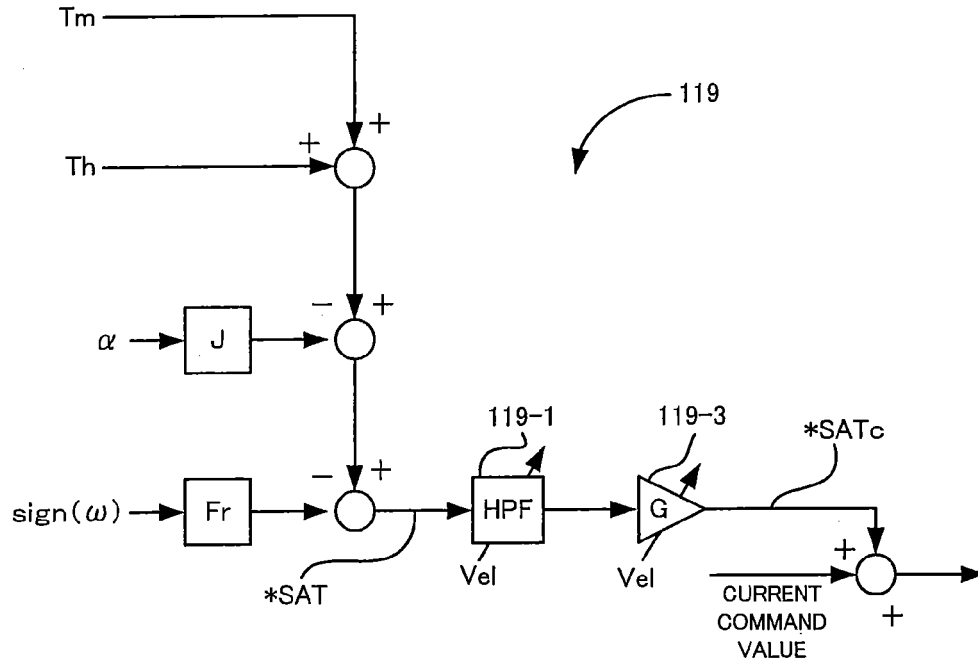 Tm
119
+
+
Th
−
+
α
J
119-1
119-3
*SATc
−
+
sign(ω)
Fr
HPF
G
*SAT
Vel
Vel
+
CURRENT
COMMAND
VALUE
+